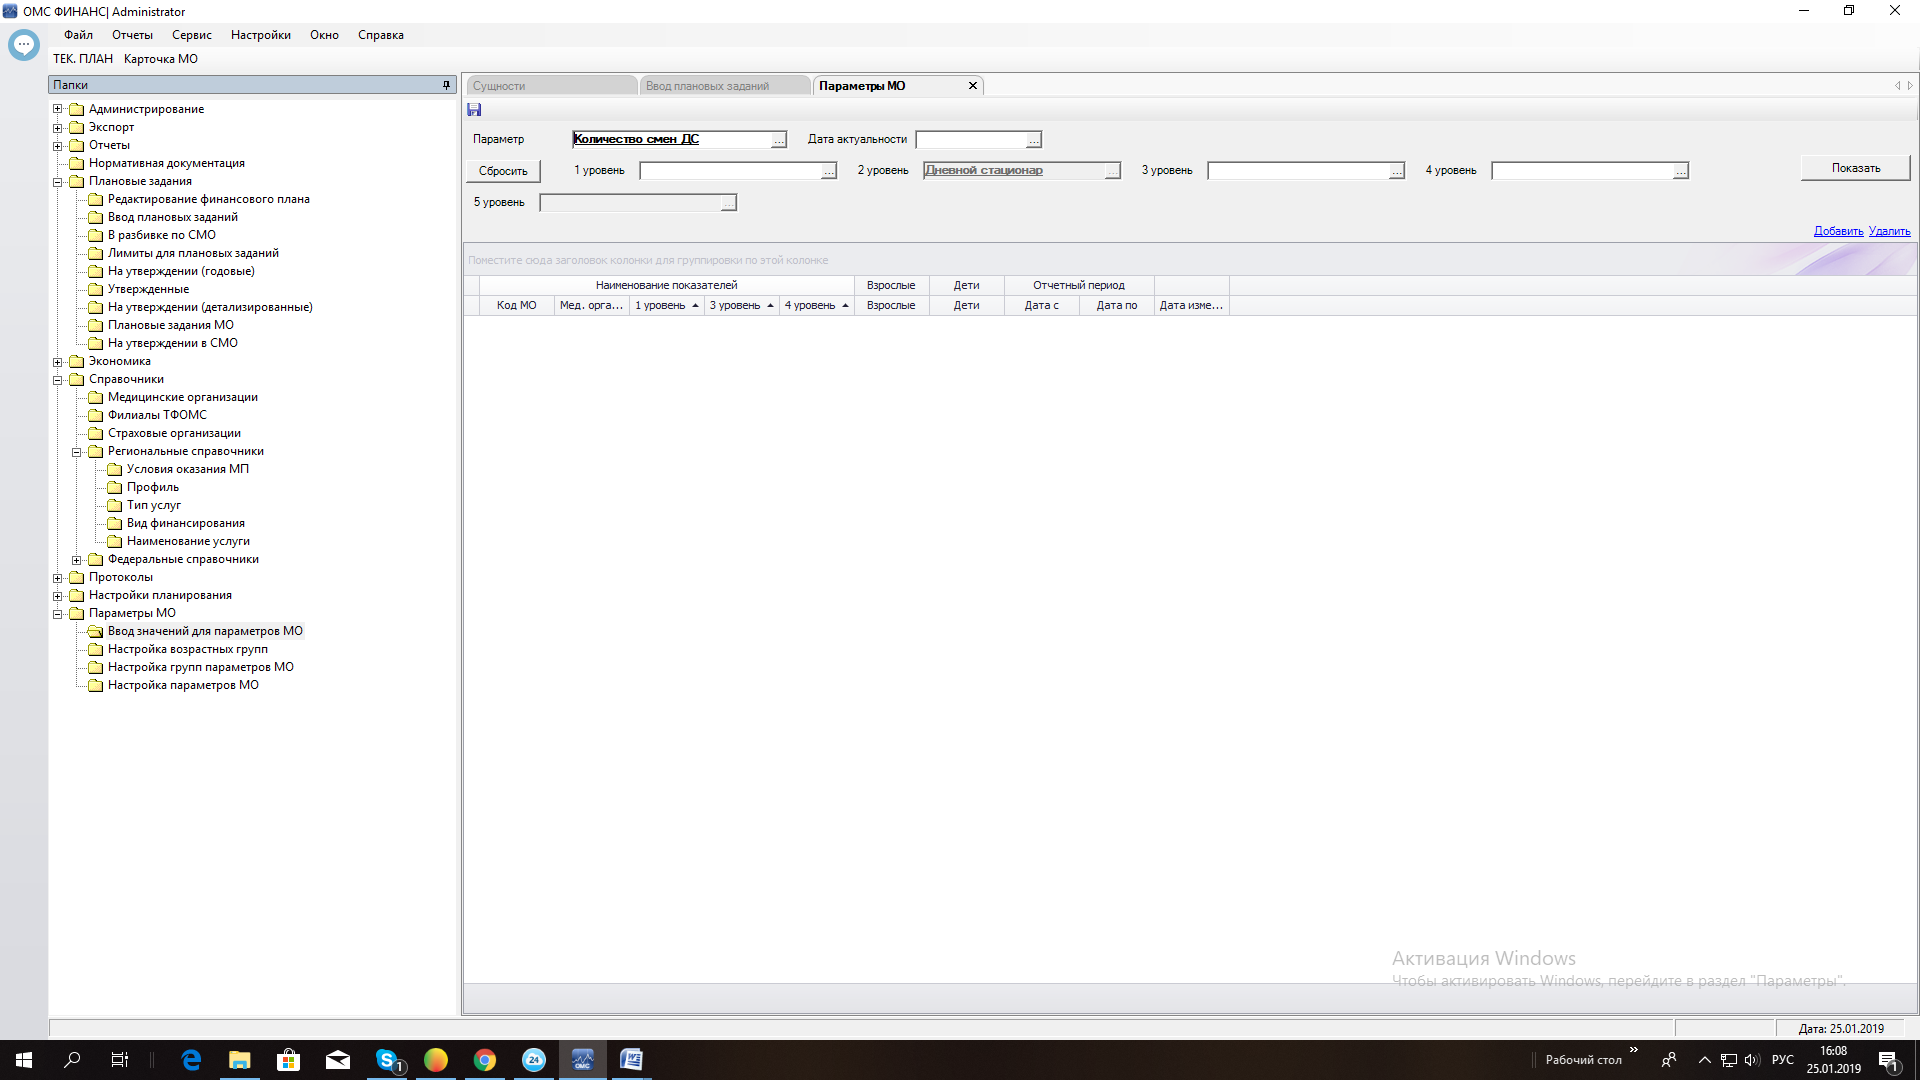 ОМС ФИНАНС| Administrator
Файл Отчеты Сервис Настройки Окно Справка
ТЕК. ПЛАН Карточка МО
Папки
Администрирование
Экспорт
Отчеты
Нормативная документация
Плановые задания
Редактирование финансового плана
Ввод плановых заданий
В разбивке по СМО
Лимиты для плановых заданий
На утверждении (годовые)
Утвержденные
На утверждении (детализированные)
Плановые задания МО
На утверждении в СМО
Экономика
Справочники
Медицинские организации
Филиалы ТФОМС
Страховые организации
Региональные справочники
Условия оказания МП
Профиль
Тип услуг
Вид финансирования
Наименование услуги
Федеральные справочники
Протоколы
Настройки планирования
Параметры МО
Ввод значений для параметров МО
Настройка возрастных групп
Настройка групп параметров МО
Настройка параметров МО
Сущности Ввод плановых заданий Параметры МО
Параметр Количество смен ДС ... Дата актуальности ...
Сбросить 1 уровень ... 2 уровень Дневной стационар ... 3 уровень ... 4 уровень ... Показать
5 уровень ...
Добавить Удалить
Поместите сюда заголовок колонки для группировки по этой колонке
Наименование показателей Взрослые Дети Отчетный период
Код МО Мед. орга... 1 уровень 3 уровень 4 уровень Взрослые Дети Дата с Дата по Дата изме...
Активация Windows
Чтобы активировать Windows, перейдите в раздел "Параметры".
Дата: 25.01.2019
1 24 ОМС Рабочий стол » РУС 16:08 1
25.01.2019